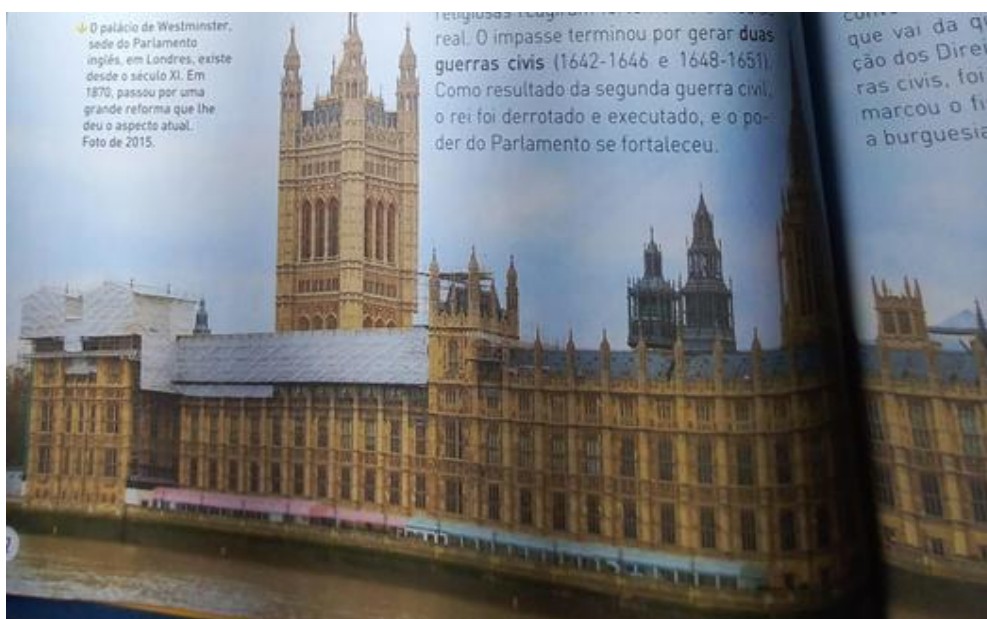 O palácio de Westminster,
sede do Parlamento
inglês, em Londres, existe
desde o século XI. Em
1870, passou por uma
grande reforma que lhe
deu o aspecto atual.
Foto de 2015.
real. O impasse terminou por gerar duas
guerras civis (1642-1646 e 1648-1651).
Como resultado da segunda guerra civil,
o rei foi derrotado e executado, e o po-
der do Parlamento se fortaleceu.
que vai da
ção dos
ras civis, foi
marcou o
a burguesia